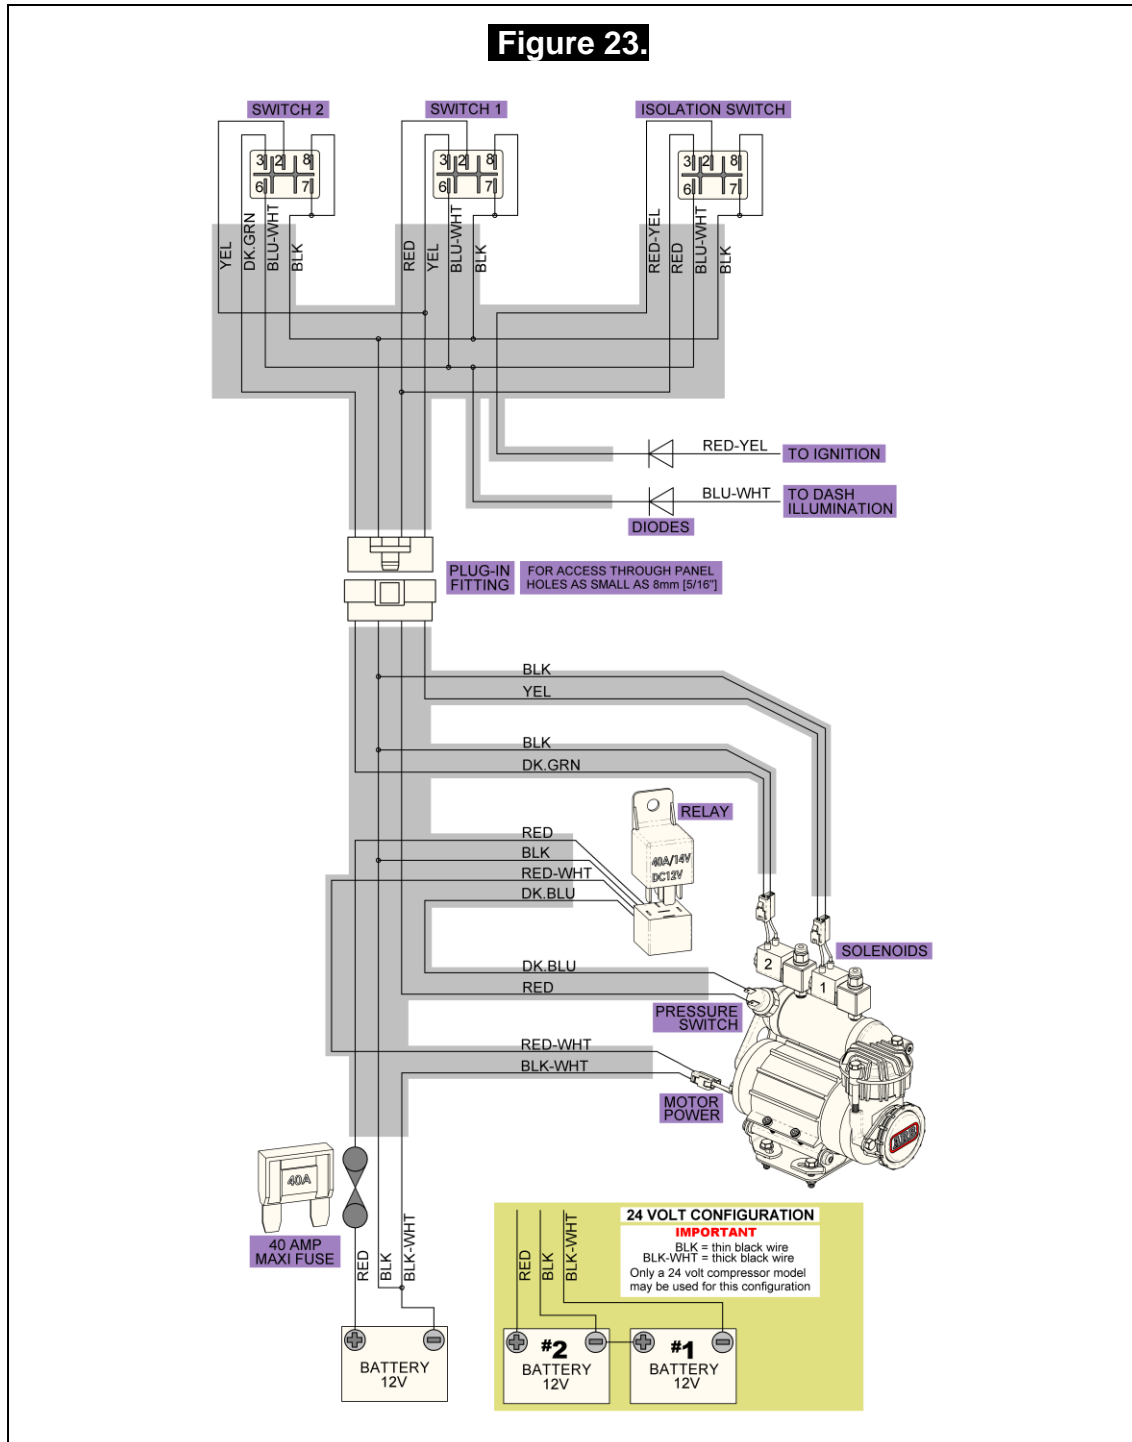 Figure 23.
SWITCH 2
SWITCH 1
ISOLATION SWITCH
3 2 8
6 7
3 2 8
6 7
3 2 8
6 7
YEL
DK.GRN
BLU-WHT
BLK
RED
YEL
BLU-WHT
BLK
RED-YEL
RED
BLU-WHT
BLK
RED-YEL
TO IGNITION
BLU-WHT
TO DASH
ILLUMINATION
DIODES
PLUG-IN
FITTING
FOR ACCESS THROUGH PANEL
HOLES AS SMALL AS 8mm [5/16"]
BLK
YEL
BLK
DK.GRN
RELAY
40A/14V
DC12V
RED
BLK
RED-WHT
DK.BLU
SOLENOIDS
2
1
DK.BLU
RED
PRESSURE
SWITCH
RED-WHT
BLK-WHT
MOTOR
POWER
ARB
40A
40 AMP
MAXI FUSE
RED
BLK
BLK-WHT
BATTERY
12V
24 VOLT CONFIGURATION
IMPORTANT
BLK = thin black wire
BLK-WHT = thick black wire
Only a 24 volt compressor model
may be used for this configuration
RED
BLK
BLK-WHT
#2
BATTERY
12V
#1
BATTERY
12V